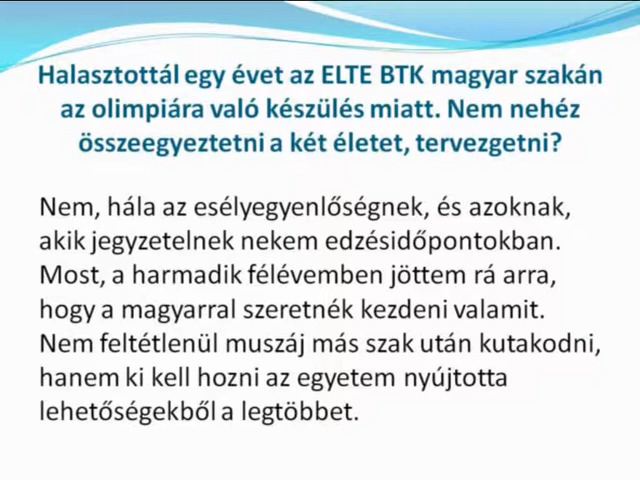 Halasztottál egy évet az ELTE BTK magyar szakán
az olimpiára való készülés miatt. Nem nehéz
összeegyeztetni a két életet, tervezgetni?
Nem, hála az esélyegyenlőségnek, és azoknak,
akik jegyzetelnek nekem edzésidőpontokban.
Most, a harmadik félévemben jöttem rá arra,
hogy a magyarral szeretnék kezdeni valamit.
Nem feltétlenül muszáj más szak után kutakodni,
hanem ki kell hozni az egyetem nyújtotta
lehetőségekből a legtöbbet.